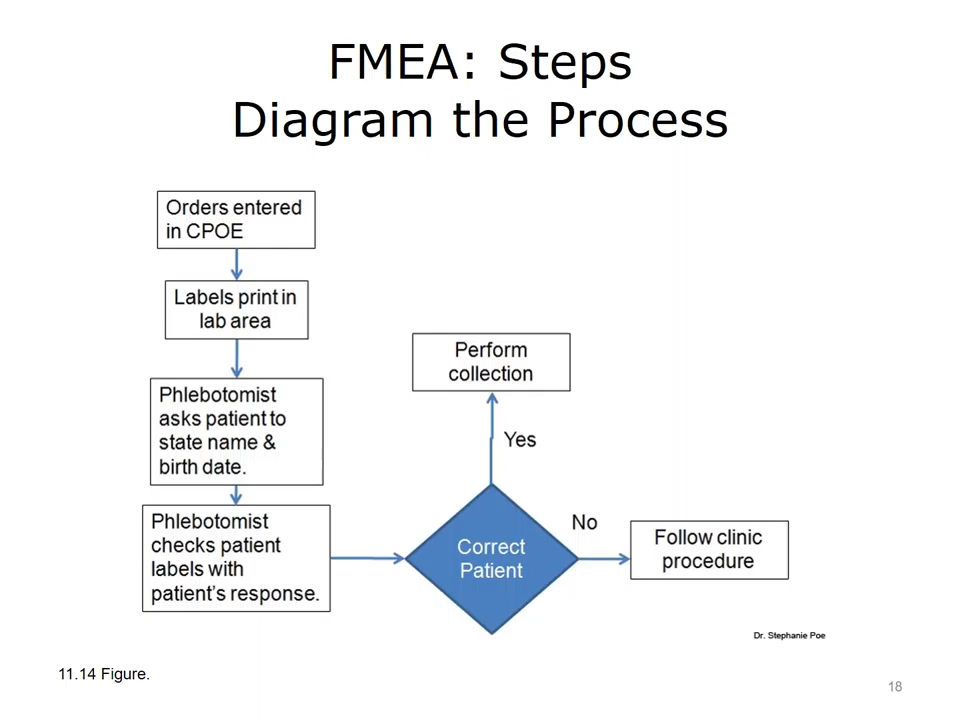 FMEA: Steps
Diagram the Process
Orders entered
in CPOE
Labels print in
lab area
Phlebotomist
asks patient to
state name &
birth date.
Phlebotomist
checks patient
labels with
patient's response.
Correct
Patient
Yes
Perform
collection
No
Follow clinic
procedure
Dr. Stephanie Poe
11.14 Figure.
18